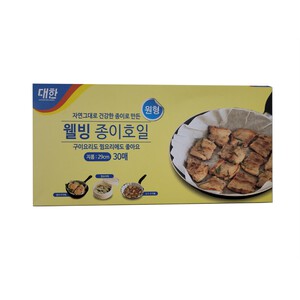 대한
자연그대로 건강한 종이로 만든
원형
웰빙 종이호일
구이요리도 찜요리에도 좋아요
지름 : 29cm 30매